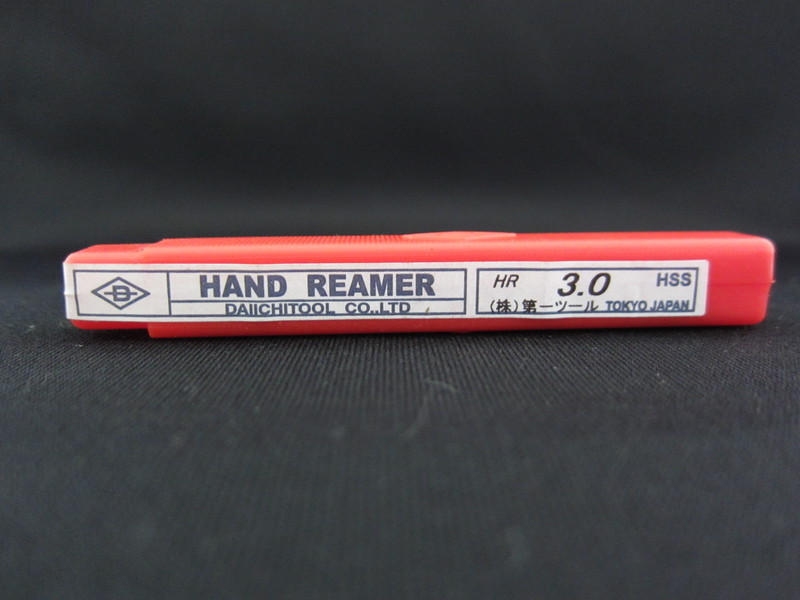 HAND REAMER
DAIICHITOOL CO.,LTD
HR 3.0 HSS
(株)第一ツール TOKYO JAPAN